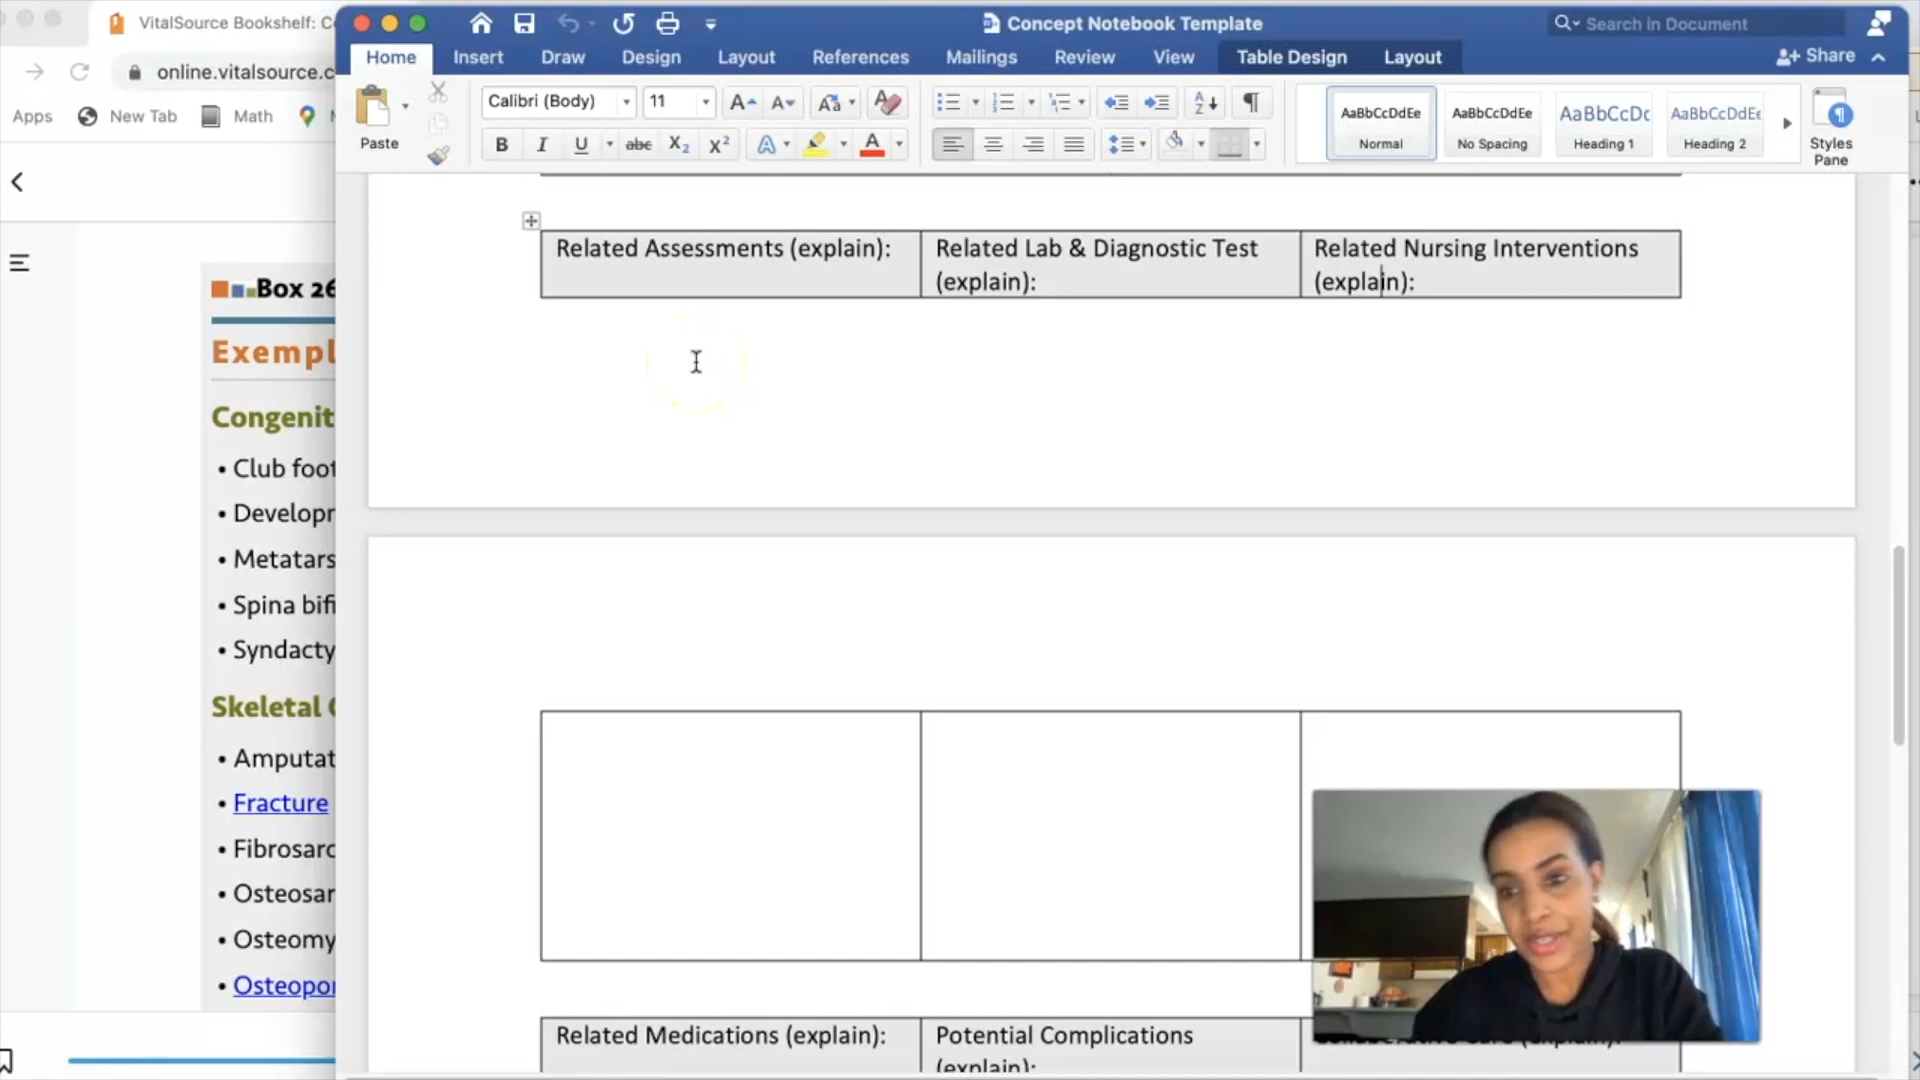 VitalSource Bookshelf: C
Concept Notebook Template
Search in Document
online.vitalsource.c
Home Insert Draw Design Layout References Mailings Review View Table Design Layout
Share
Apps New Tab Math
Paste
Calibri (Body) 11
AaBbCcDdEe AaBbCcDdEe AaBbCcDc AaBbCcDdEe
Normal No Spacing Heading 1 Heading 2
Styles Pane
Related Assessments (explain):
Related Lab & Diagnostic Test
(explain):
Related Nursing Interventions
(explain):
Box 26
Exempl
Congenit
• Club foot
• Developr
• Metatars
• Spina bifi
• Syndacty
Skeletal
• Amputat
• Fracture
• Fibrosarc
• Osteosar
• Osteomy
• Osteopor
Related Medications (explain):
Potential Complications
(explain):